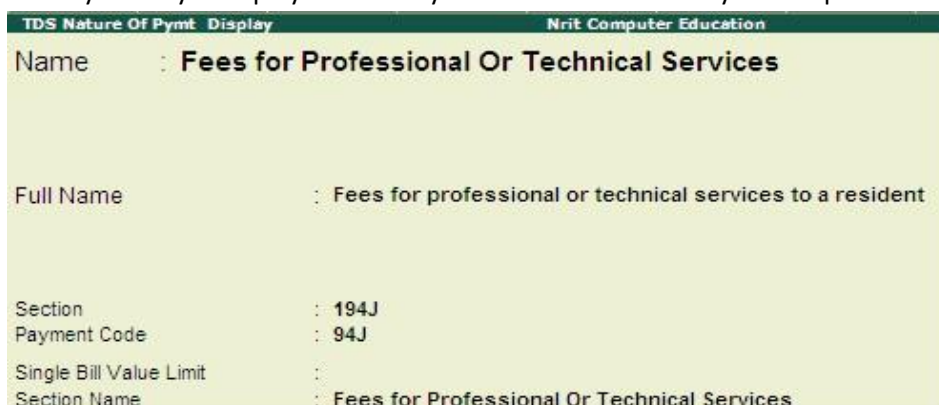 TDS Nature Of Pymt Display Nrit Computer Education
Name : Fees for Professional Or Technical Services
Full Name : Fees for professional or technical services to a resident
Section : 194J
Payment Code : 94J
Single Bill Value Limit :
Section Name : Fees for Professional Or Technical Services